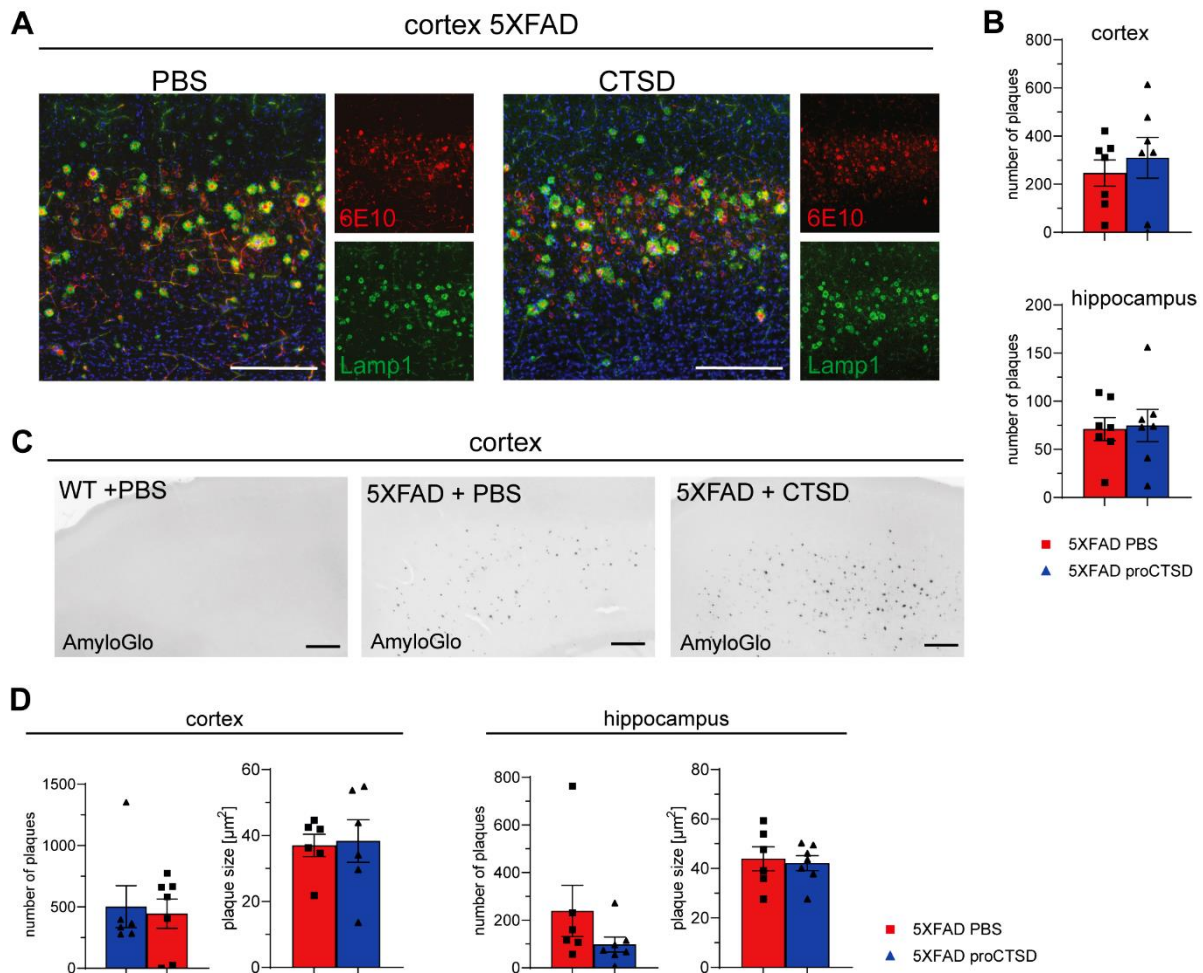 A
cortex 5XFAD
PBS
CTSD
6E10
Lamp1
6E10
Lamp1
B
cortex
800
600
400
200
0
number of plaques
hippocampus
200
150
100
50
0
number of plaques
5XFAD PBS
5XFAD proCTSD
C
cortex
WT +PBS
5XFAD + PBS
5XFAD + CTSD
AmyloGlo
AmyloGlo
AmyloGlo
D
cortex
hippocampus
1500
1000
500
0
number of plaques
60
40
20
0
plaque size [µm²]
800
600
400
200
0
number of plaques
80
60
40
20
0
plaque size [µm²]
5XFAD PBS
5XFAD proCTSD